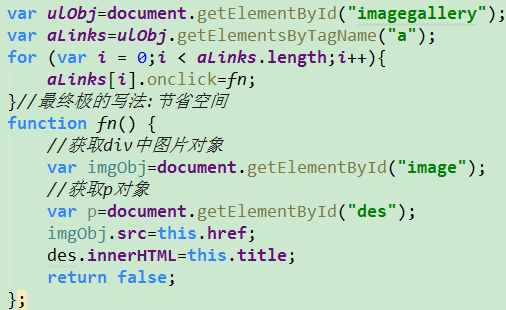 var ulObj=document.getElementById("imagegallery");
var aLinks=ulObj.getElementsByTagName("a");
for (var i = 0;i < aLinks.length;i++){
    aLinks[i].onclick=fn;
}//最终极的写法:节省空间
function fn() {
    //获取div中图片对象
    var imgObj=document.getElementById("image");
    //获取p对象
    var p=document.getElementById("des");
    imgObj.src=this.href;
    des.innerHTML=this.title;
    return false;
};